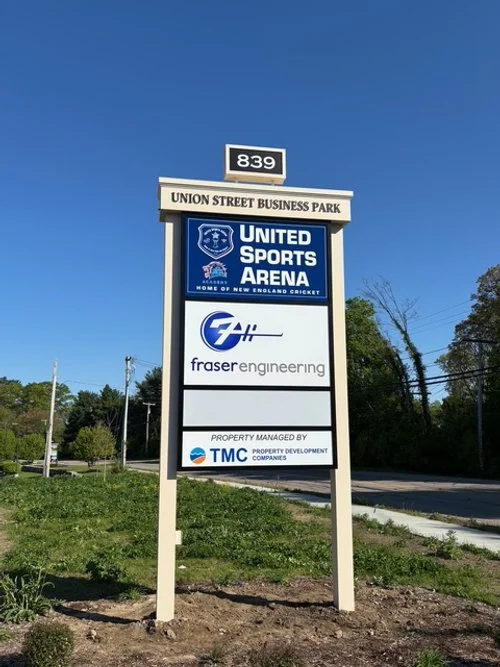 839
UNION STREET BUSINESS PARK
UNITED
SPORTS
ARENA
ACADEMY
HOME OF NEW ENGLAND CRICKET
fraserengineering
PROPERTY MANAGED BY
TMC PROPERTY DEVELOPMENT
COMPANIES